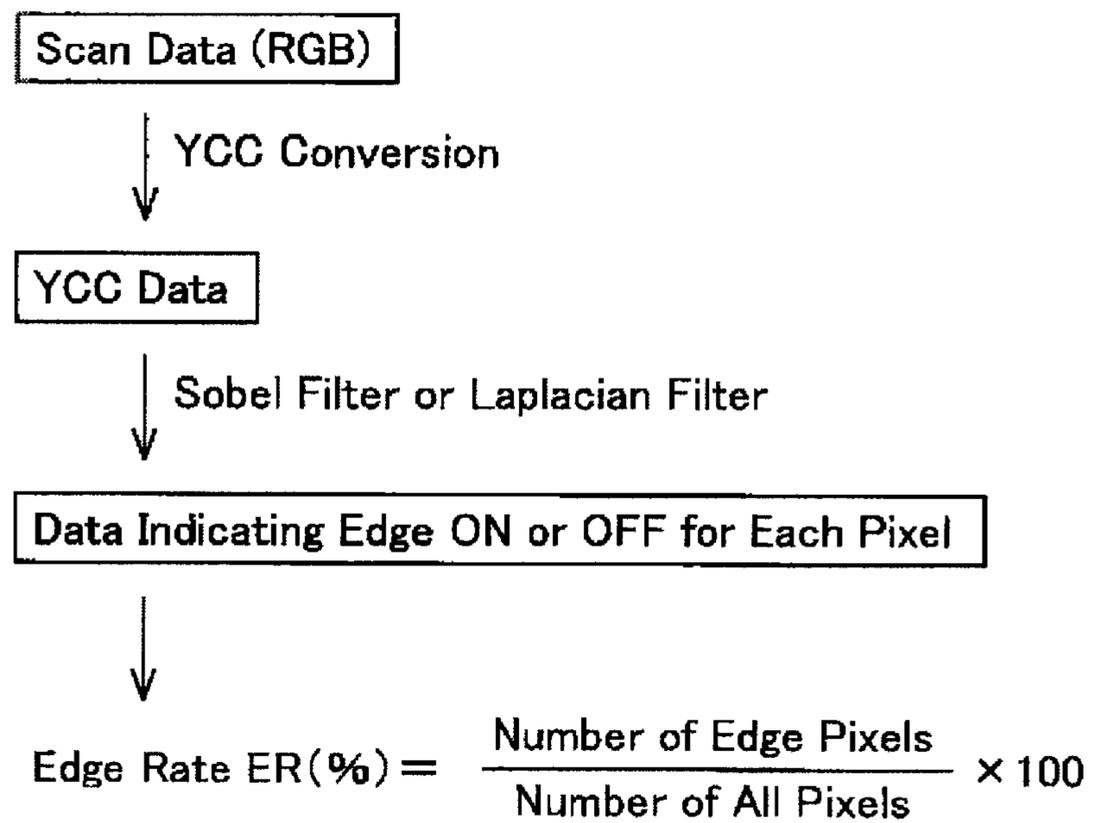 Scan Data (RGB)
YCC Conversion
YCC Data
Sobel Filter or Laplacian Filter
Data Indicating Edge ON or OFF for Each Pixel
Edge Rate ER(%) = Number of Edge Pixels / Number of All Pixels × 100